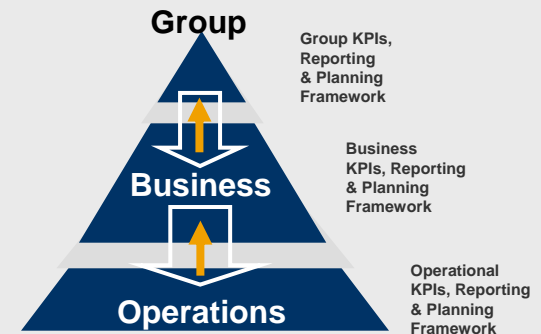 Group
Group KPIs,
Reporting
& Planning
Framework
Business
Business
KPIs, Reporting
& Planning
Framework
Operations
Operational
KPIs, Reporting
& Planning
Framework